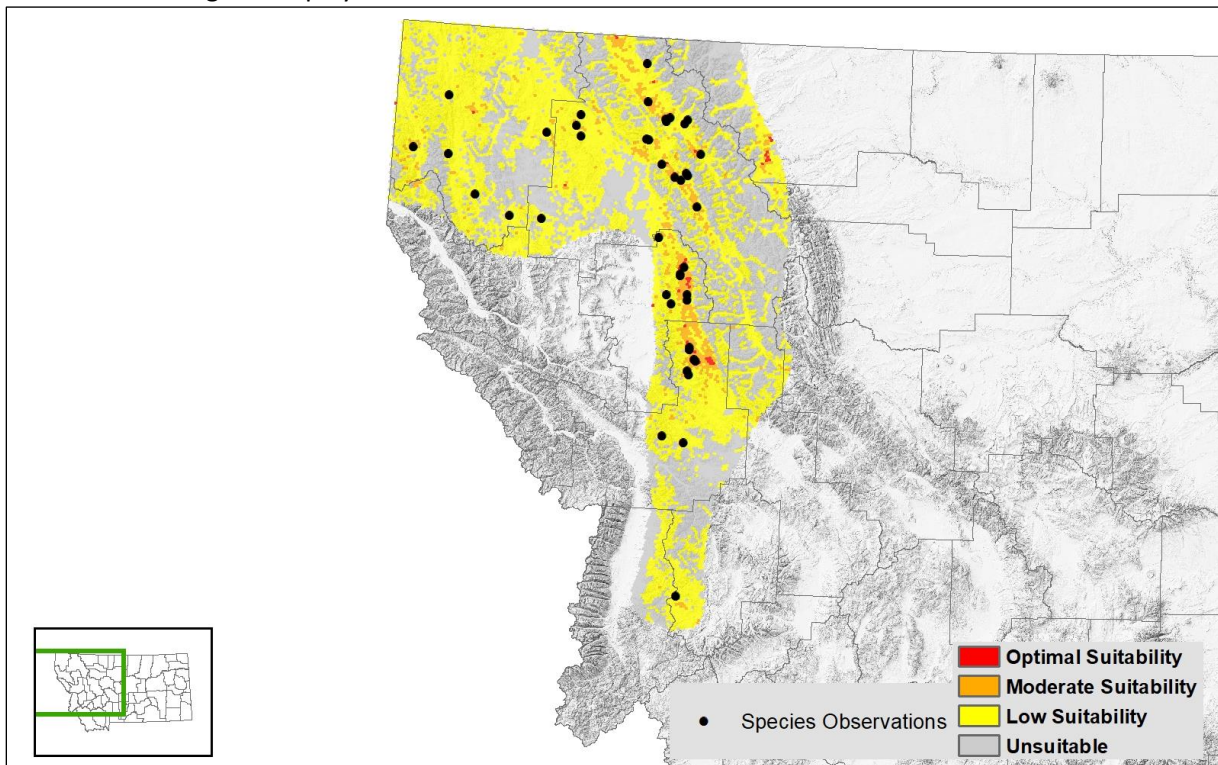 Optimal Suitability
Moderate Suitability
Species Observations
Low Suitability
Unsuitable